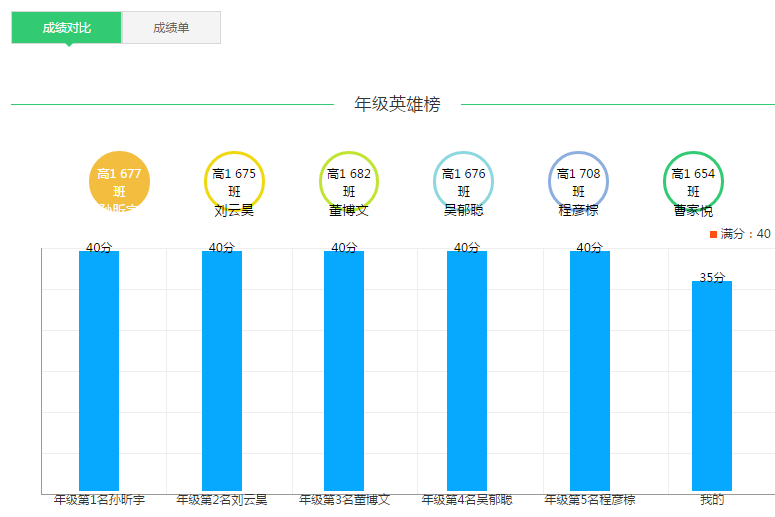 成绩对比
成绩单
年级英雄榜
高1 677
班
孙昕宇
高1 675
班
刘云昊
高1 682
班
董博文
高1 676
班
吴郁聪
高1 708
班
程彦棕
高1 654
班
曹家悦
满分：40
40分
40分
40分
40分
40分
35分
年级第1名孙昕宇
年级第2名刘云昊
年级第3名董博文
年级第4名吴郁聪
年级第5名程彦棕
我的